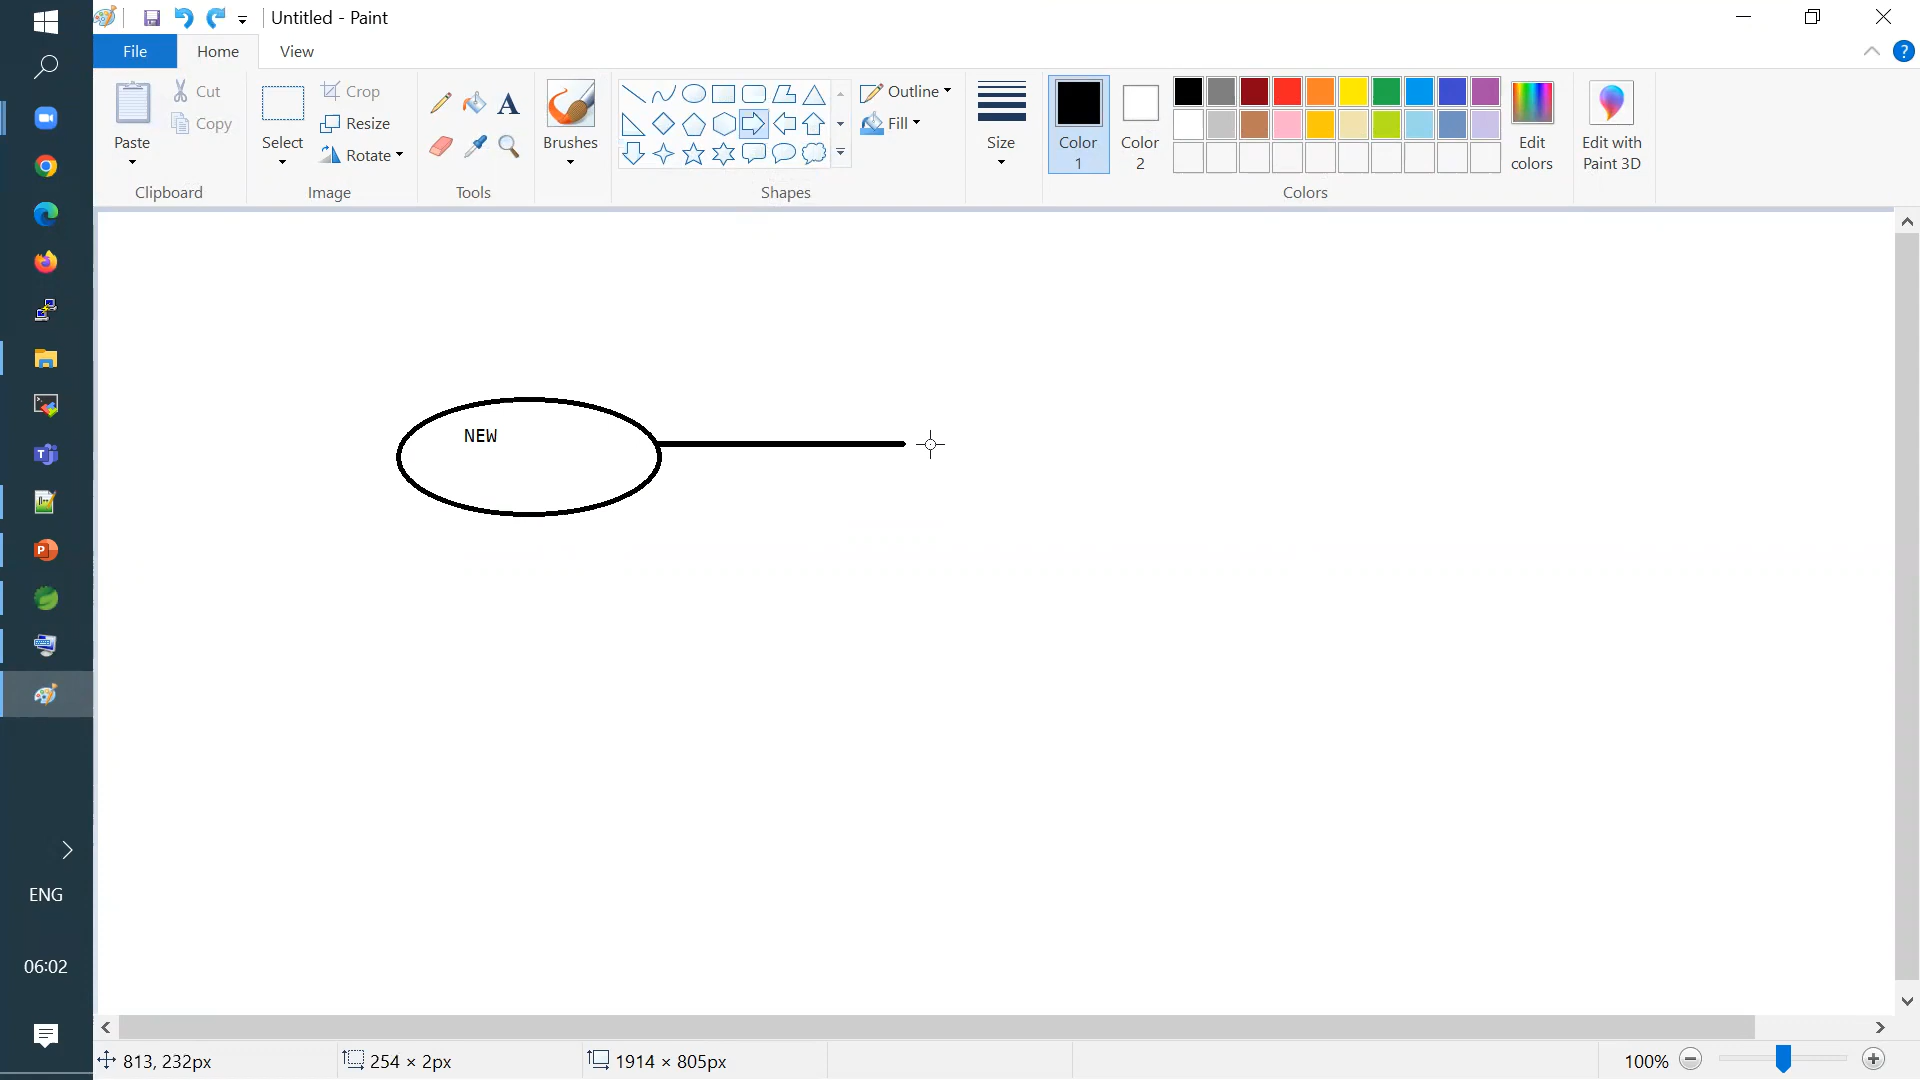 Untitled - Paint
File
Home
View
Paste
Cut
Copy
Clipboard
Select
Crop
Resize
Rotate
Image
A
Tools
Brushes
Outline
Fill
Shapes
Size
Color
1
Color
2
Edit
colors
Colors
Edit with
Paint 3D
?
NEW
ENG
06:02
813, 232px
254 × 2px
1914 × 805px
100%